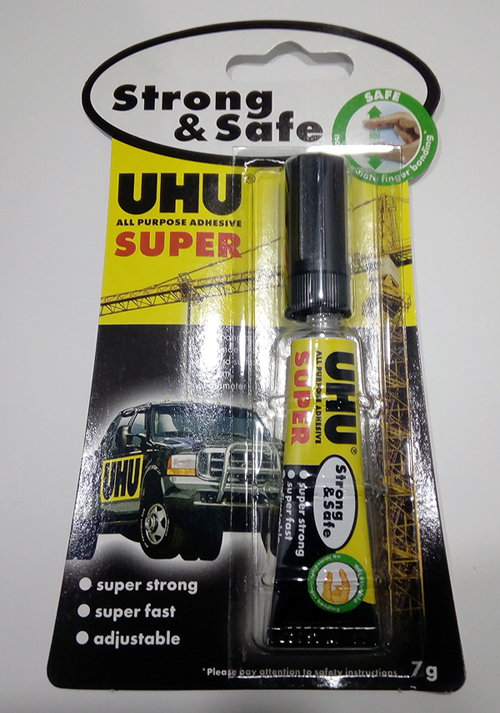 Strong
& Safe
SAFE
finger bonding
UHU®
ALL PURPOSE ADHESIVE
SUPER
UHU®
ALL PURPOSE ADHESIVE
SUPER
Strong
& Safe
super strong
super fast
UHU
super strong
super fast
adjustable
*Please pay attention to safety instructions
7 g